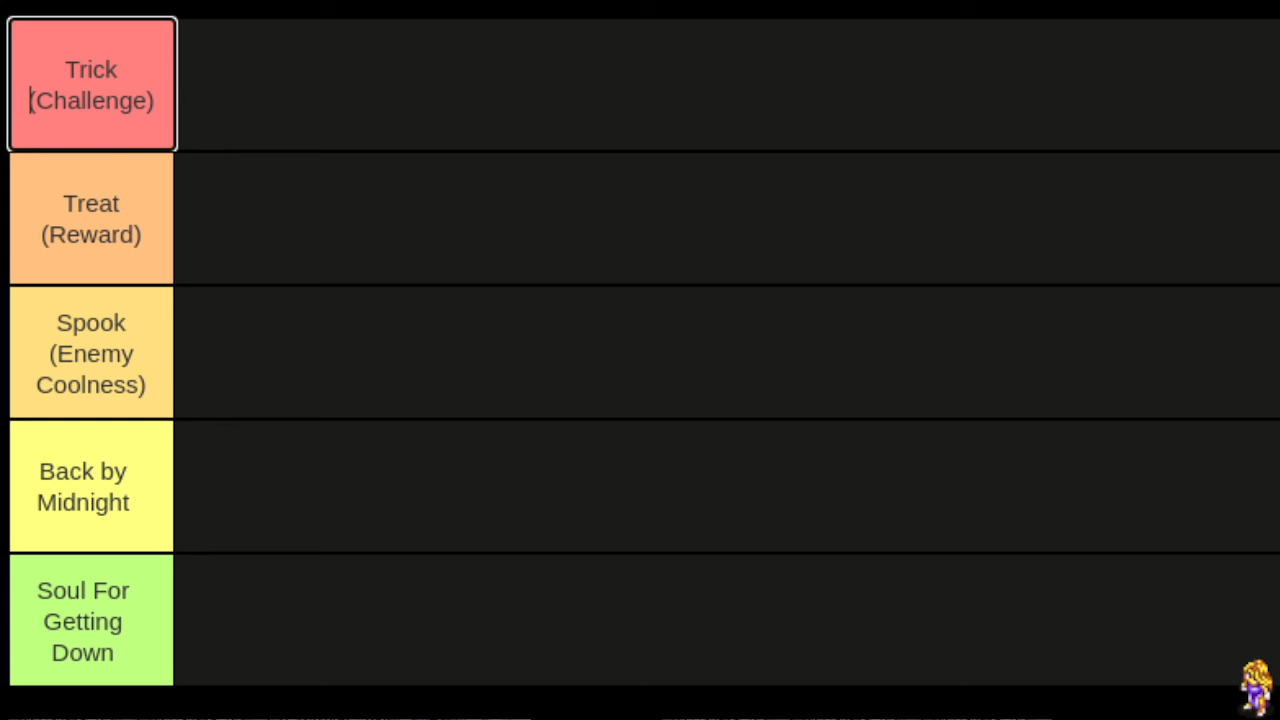 Trick
(Challenge)
Treat
(Reward)
Spook
(Enemy
Coolness)
Back by
Midnight
Soul For
Getting
Down